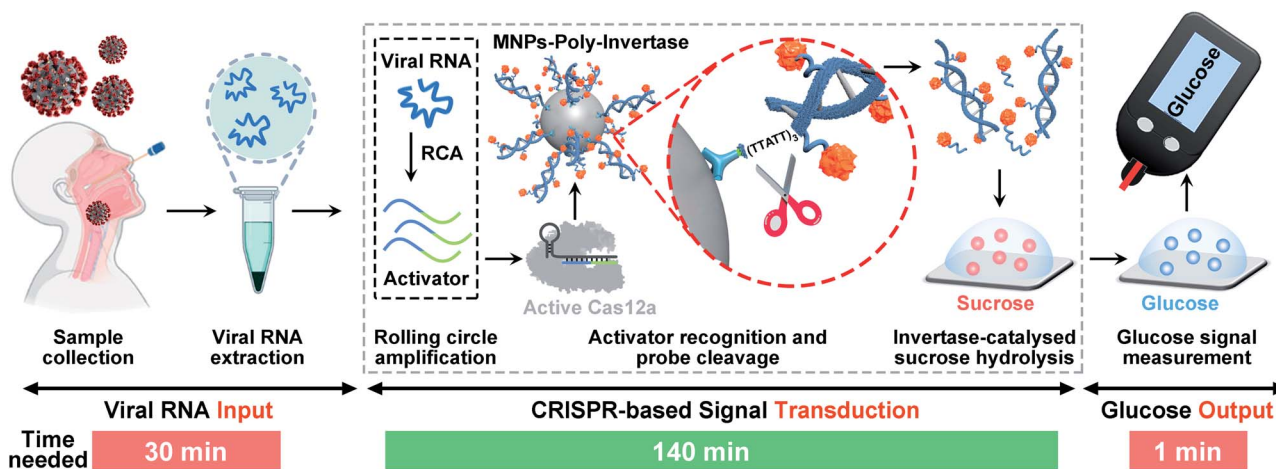 Viral RNA
RCA
Activator
MNPs-Poly-Invertase
(TTATT)3
Active Cas12a
Sucrose
Glucose
Glucose
Sample
collection
Viral RNA
extraction
Rolling circle
amplification
Activator recognition and
probe cleavage
Invertase-catalysed
sucrose hydrolysis
Glucose signal
measurement
Viral RNA Input
CRISPR-based Signal Transduction
Glucose Output
Time
needed
30 min
140 min
1 min